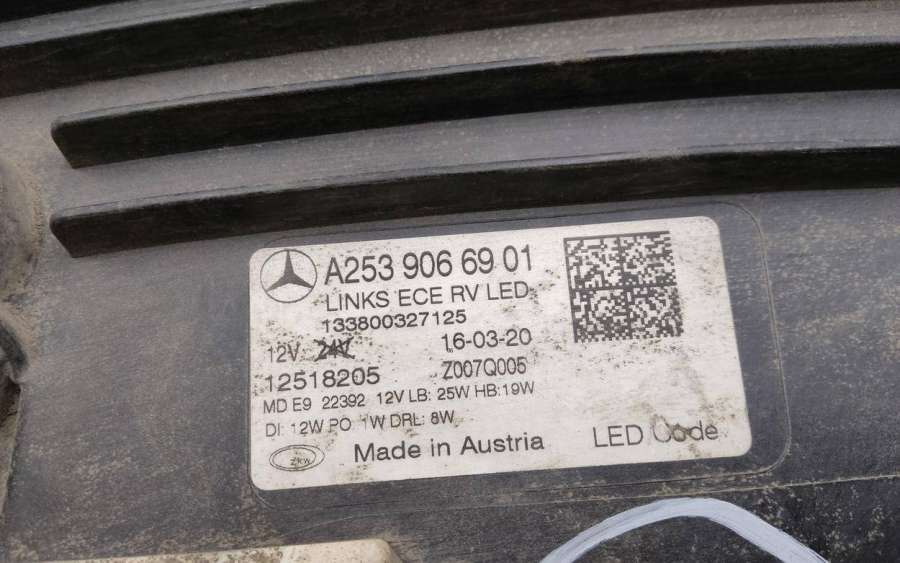 A253 906 69 01
LINKS ECE RV LED
133800327125
12V 24V 16-03-20
12518205 Z007Q005
MD E9 22392 12V LB: 25W HB: 19W
DI: 12W PO 1W DRL: 8W
ZKW Made in Austria LED Code